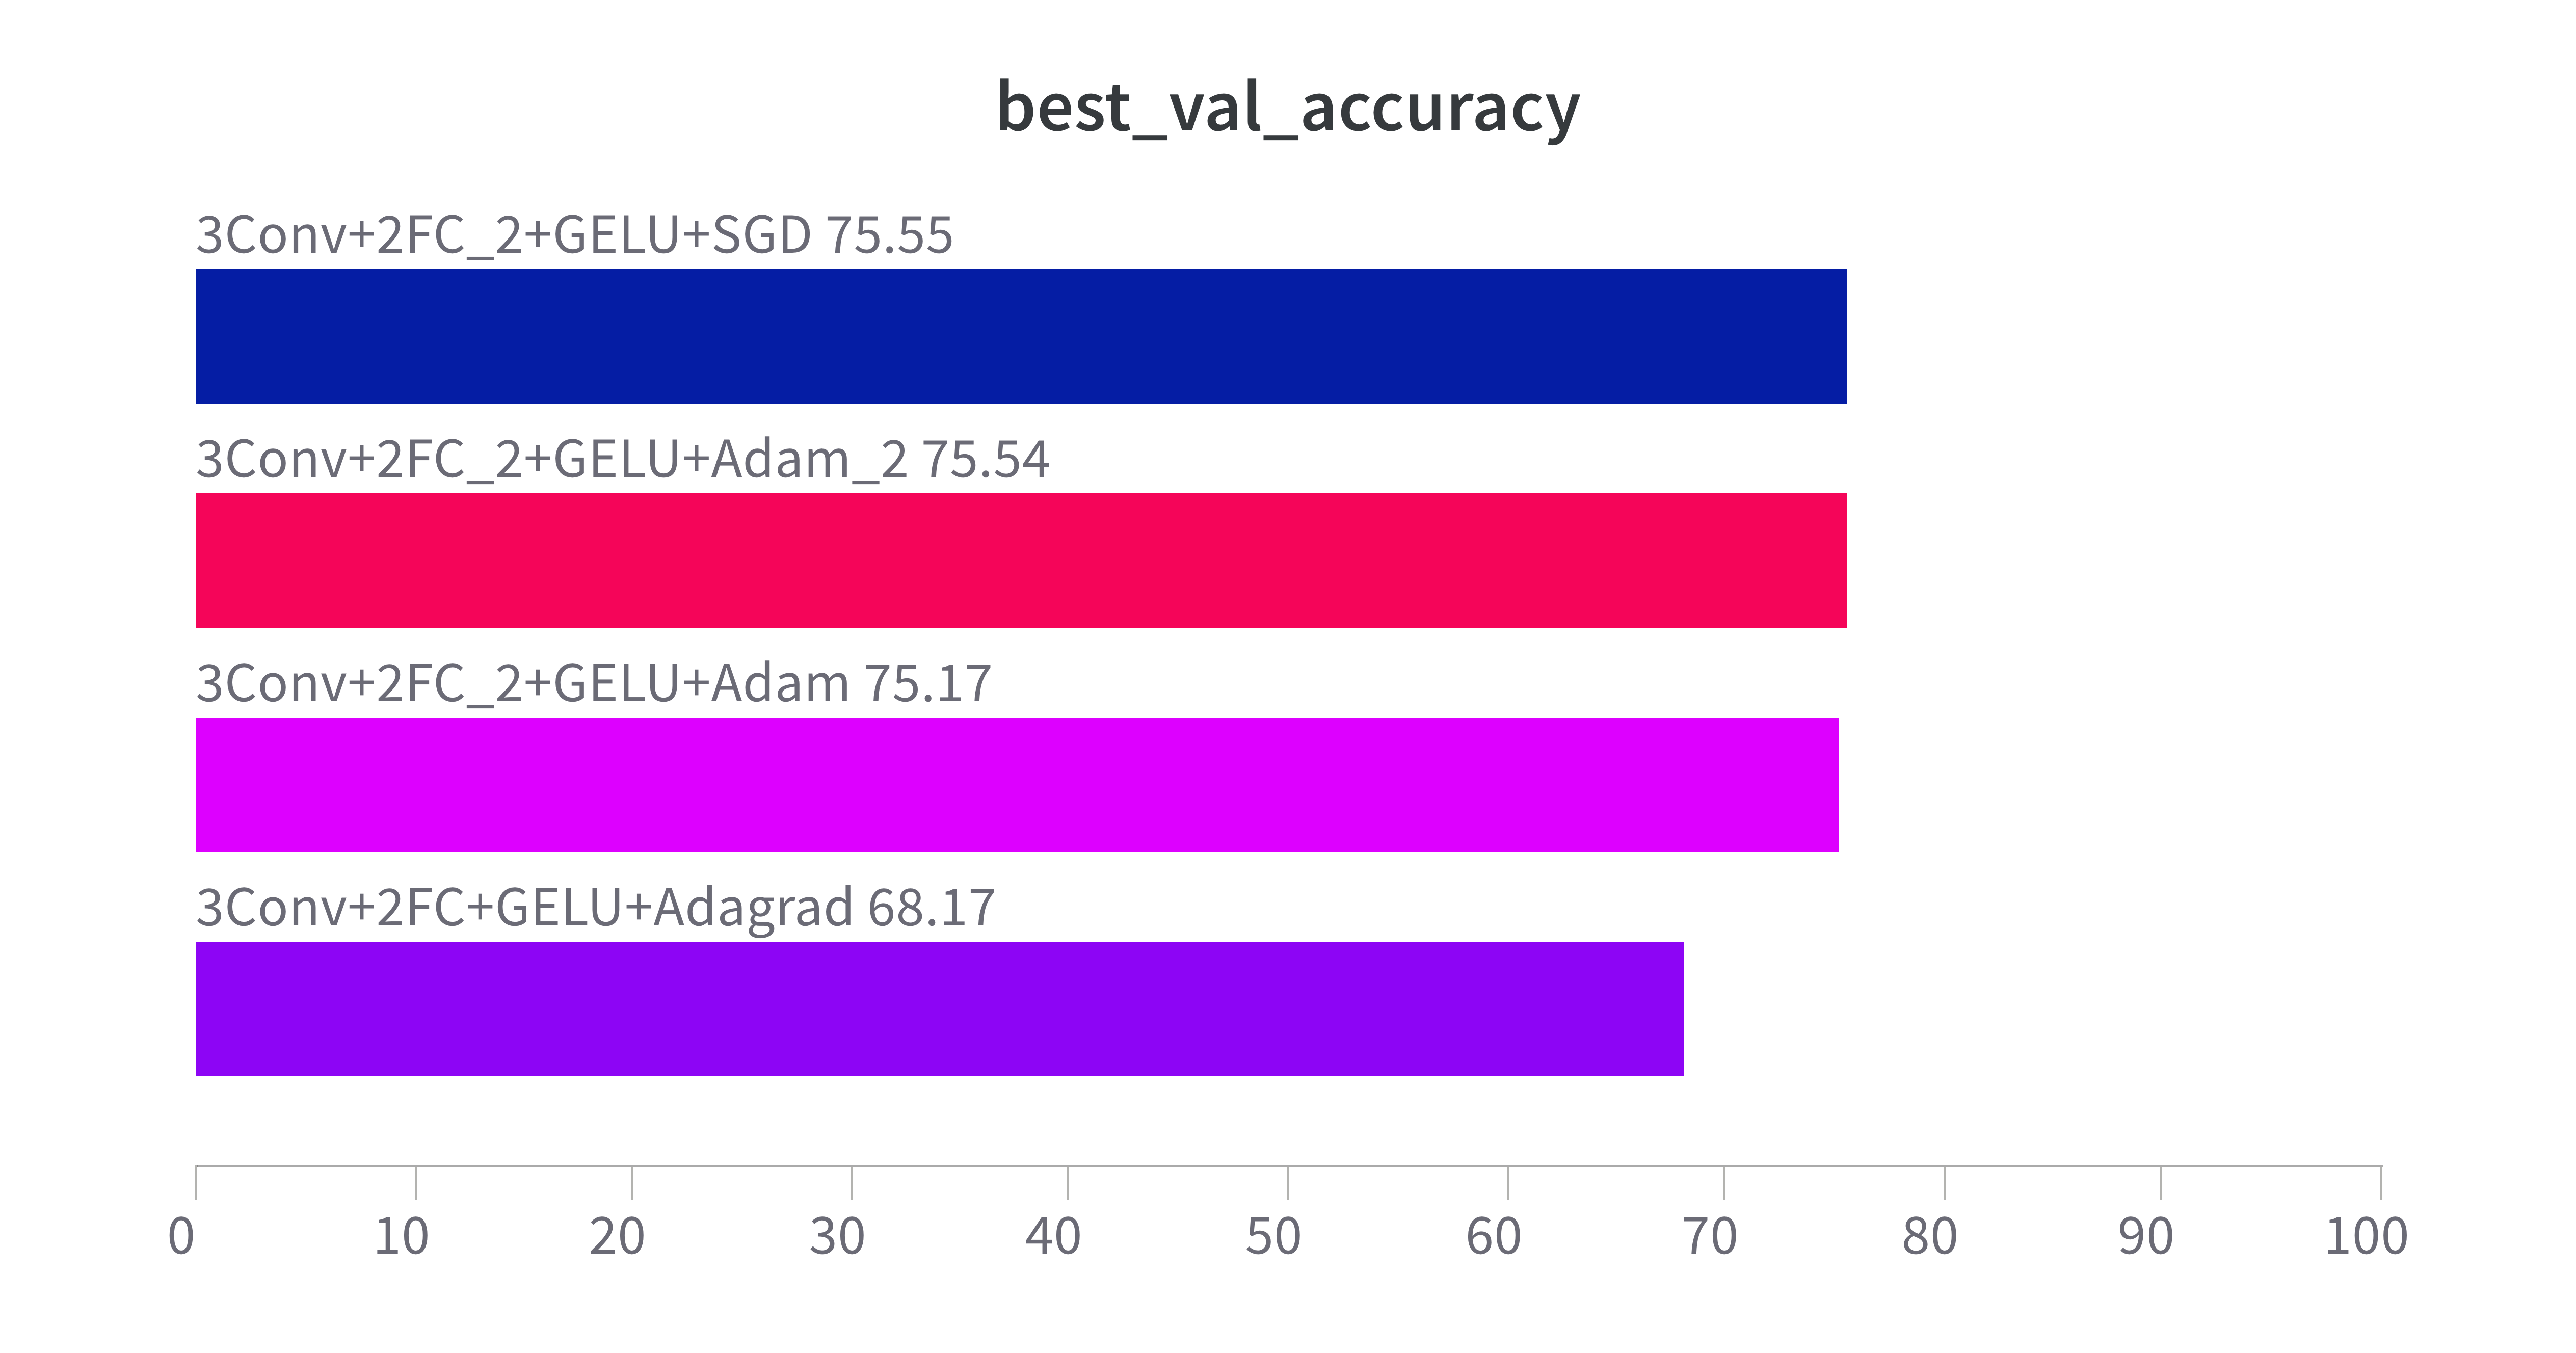 best_val_accuracy
3Conv+2FC_2+GELU+SGD 75.55
3Conv+2FC_2+GELU+Adam_2 75.54
3Conv+2FC_2+GELU+Adam 75.17
3Conv+2FC+GELU+Adagrad 68.17
0 10 20 30 40 50 60 70 80 90 100